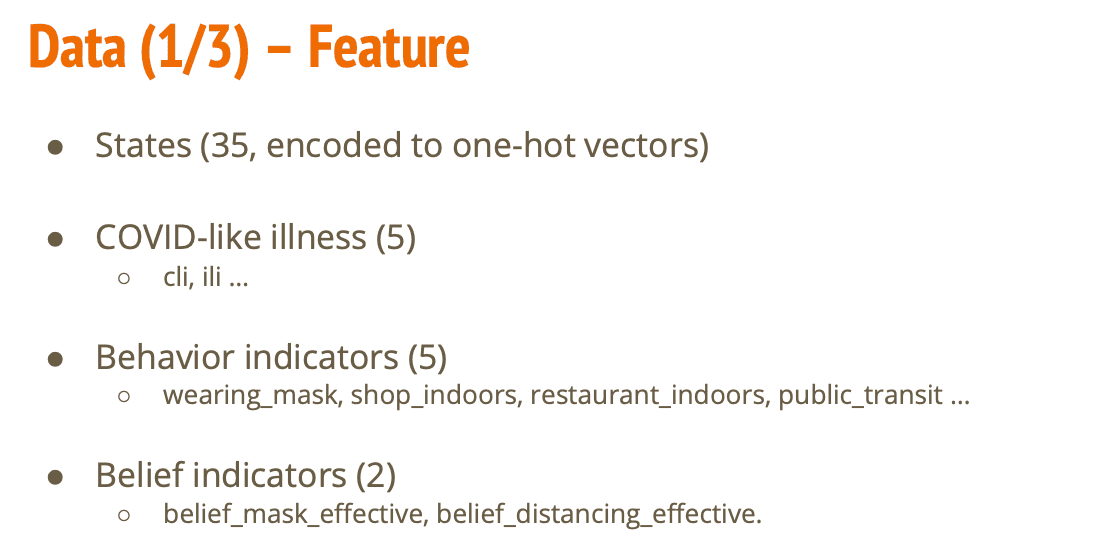 Data (1/3) – Feature
● States (35, encoded to one-hot vectors)
● COVID-like illness (5)
○ cli, ili ...
● Behavior indicators (5)
○ wearing_mask, shop_indoors, restaurant_indoors, public_transit ...
● Belief indicators (2)
○ belief_mask_effective, belief_distancing_effective.